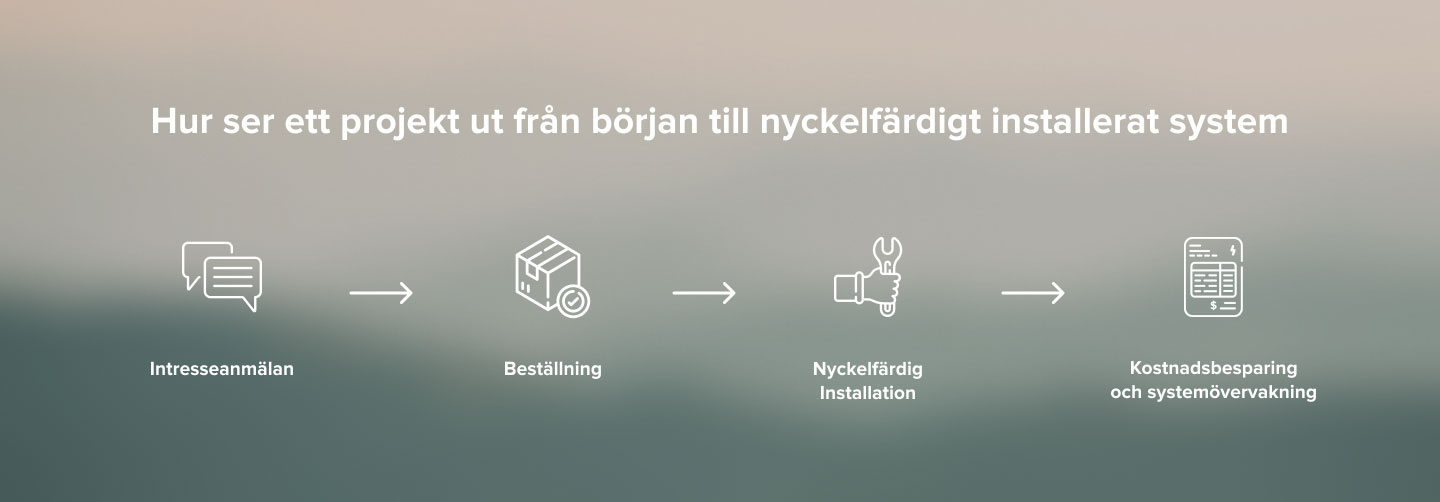 Hur ser ett projekt ut från början till nyckelfärdigt installerat system
Intresseanmälan
Beställning
Nyckelfärdig
Installation
$
Kostnadsbesparing
och systemövervakning